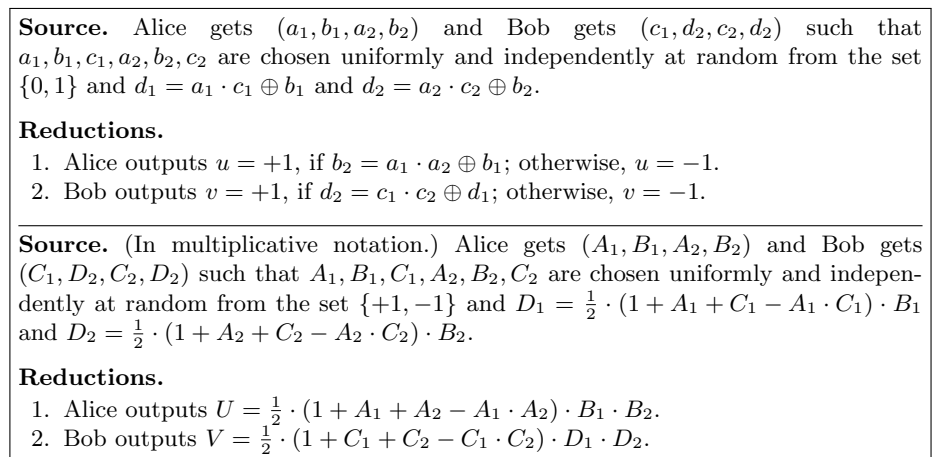 Source. Alice gets (a₁, b₁, a₂, b₂) and Bob gets (c₁, d₂, c₂, d₂) such that
a₁, b₁, c₁, a₂, b₂, c₂ are chosen uniformly and independently at random from the set
{0, 1} and d₁ = a₁ · c₁ ⊕ b₁ and d₂ = a₂ · c₂ ⊕ b₂.
Reductions.
1. Alice outputs u = +1, if b₂ = a₁ · a₂ ⊕ b₁; otherwise, u = −1.
2. Bob outputs v = +1, if d₂ = c₁ · c₂ ⊕ d₁; otherwise, v = −1.
Source. (In multiplicative notation.) Alice gets (A₁, B₁, A₂, B₂) and Bob gets
(C₁, D₂, C₂, D₂) such that A₁, B₁, C₁, A₂, B₂, C₂ are chosen uniformly and indepen-
dently at random from the set {+1, −1} and D₁ = ½ · (1 + A₁ + C₁ − A₁ · C₁) · B₁
and D₂ = ½ · (1 + A₂ + C₂ − A₂ · C₂) · B₂.
Reductions.
1. Alice outputs U = ½ · (1 + A₁ + A₂ − A₁ · A₂) · B₁ · B₂.
2. Bob outputs V = ½ · (1 + C₁ + C₂ − C₁ · C₂) · D₁ · D₂.